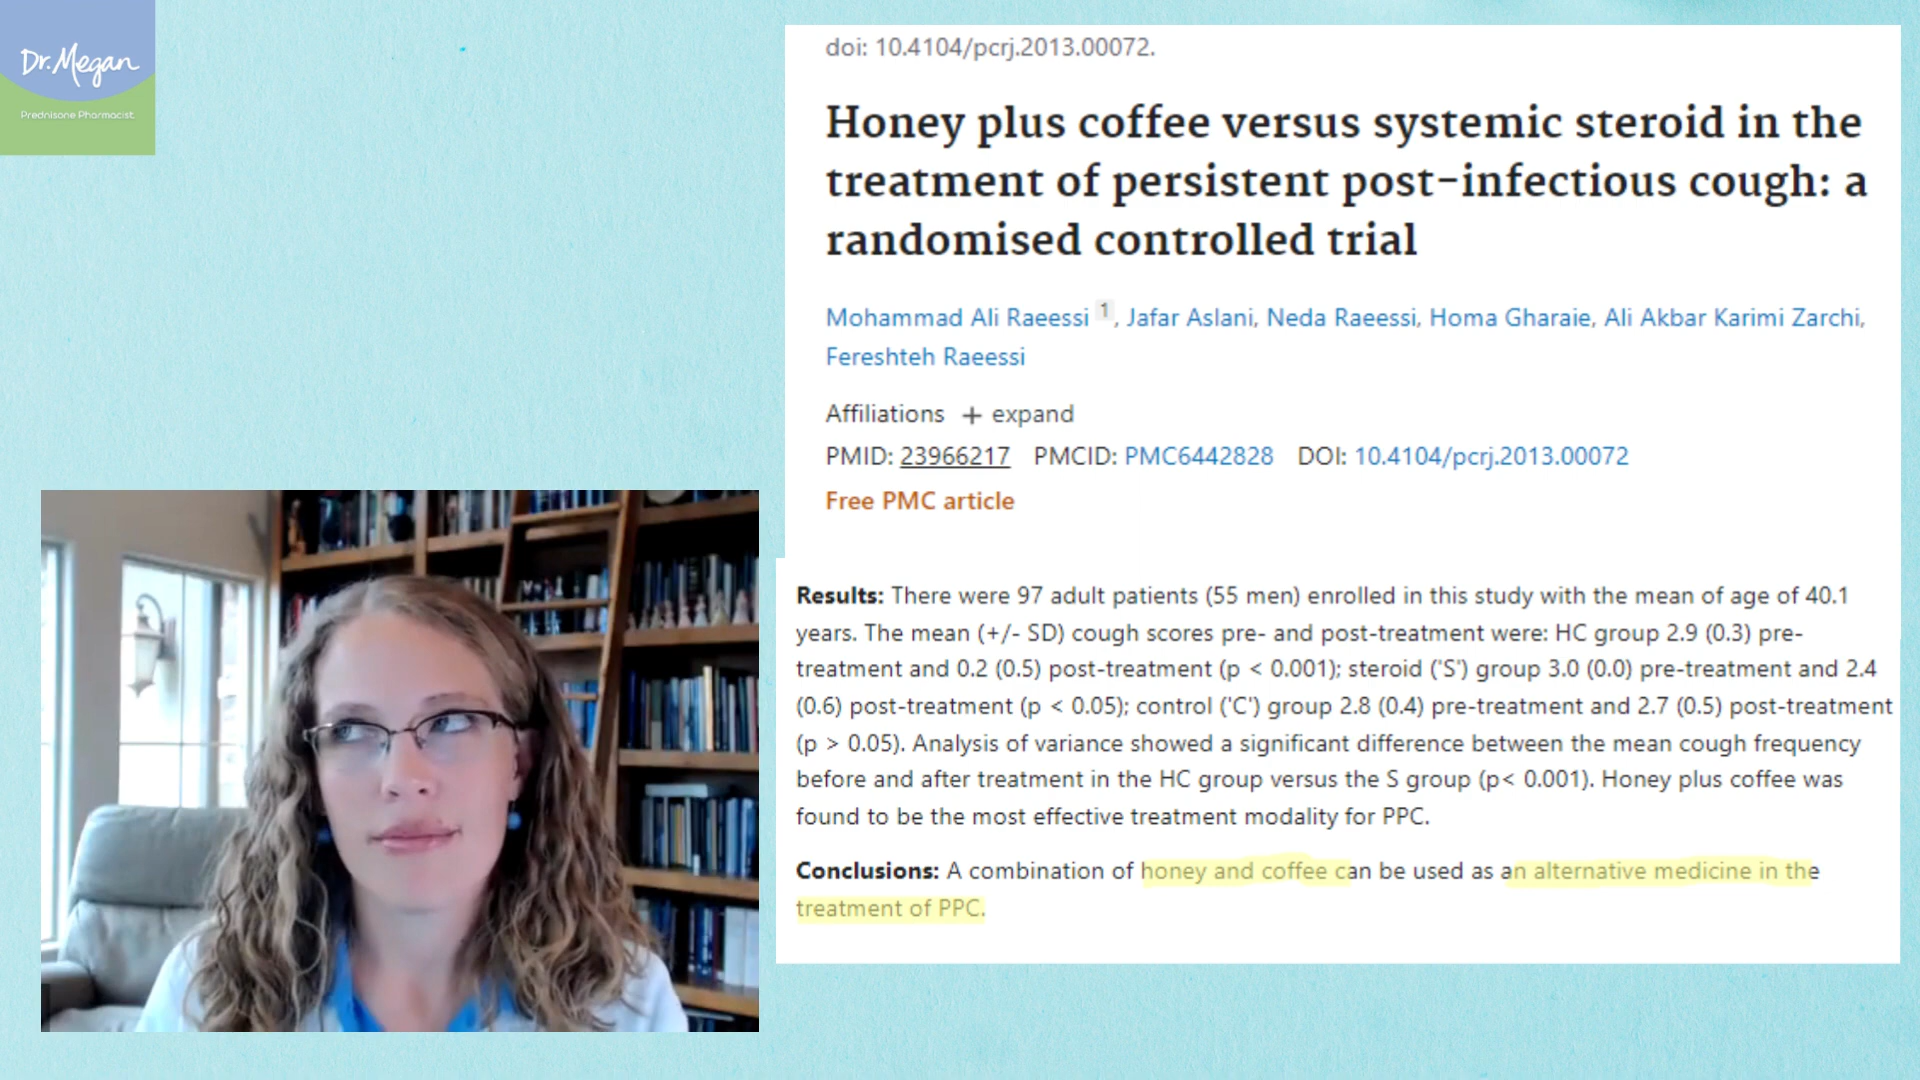 Dr.Megan
Prednisone Pharmacist
doi: 10.4104/pcrj.2013.00072.
Honey plus coffee versus systemic steroid in the
treatment of persistent post-infectious cough: a
randomised controlled trial
Mohammad Ali Raeessi 1, Jafar Aslani, Neda Raeessi, Homa Gharaie, Ali Akbar Karimi Zarchi,
Fereshteh Raeessi
Affiliations + expand
PMID: 23966217 PMCID: PMC6442828 DOI: 10.4104/pcrj.2013.00072
Free PMC article
Results: There were 97 adult patients (55 men) enrolled in this study with the mean of age of 40.1
years. The mean (+/- SD) cough scores pre- and post-treatment were: HC group 2.9 (0.3) pre-
treatment and 0.2 (0.5) post-treatment (p < 0.001); steroid ('S') group 3.0 (0.0) pre-treatment and 2.4
(0.6) post-treatment (p < 0.05); control ('C') group 2.8 (0.4) pre-treatment and 2.7 (0.5) post-treatment
(p > 0.05). Analysis of variance showed a significant difference between the mean cough frequency
before and after treatment in the HC group versus the S group (p< 0.001). Honey plus coffee was
found to be the most effective treatment modality for PPC.
Conclusions: A combination of honey and coffee can be used as an alternative medicine in the
treatment of PPC.